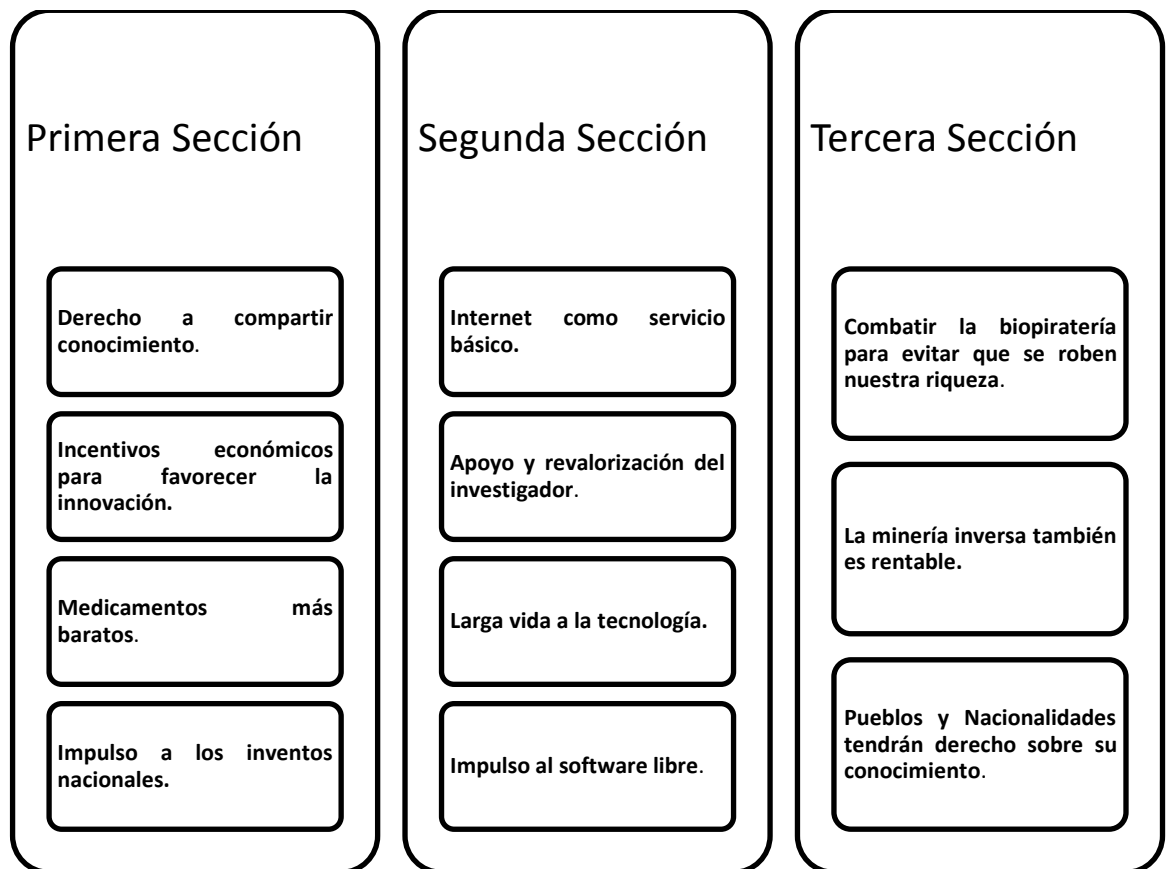 Primera Sección
Derecho a compartir
conocimiento.
Incentivos económicos
para favorecer la
innovación.
Medicamentos más
baratos.
Impulso a los inventos
nacionales.
Segunda Sección
Internet como servicio
básico.
Apoyo y revalorización del
investigador.
Larga vida a la tecnología.
Impulso al software libre.
Tercera Sección
Combatir la biopiratería
para evitar que se roben
nuestra riqueza.
La minería inversa también
es rentable.
Pueblos y Nacionalidades
tendrán derecho sobre su
conocimiento.